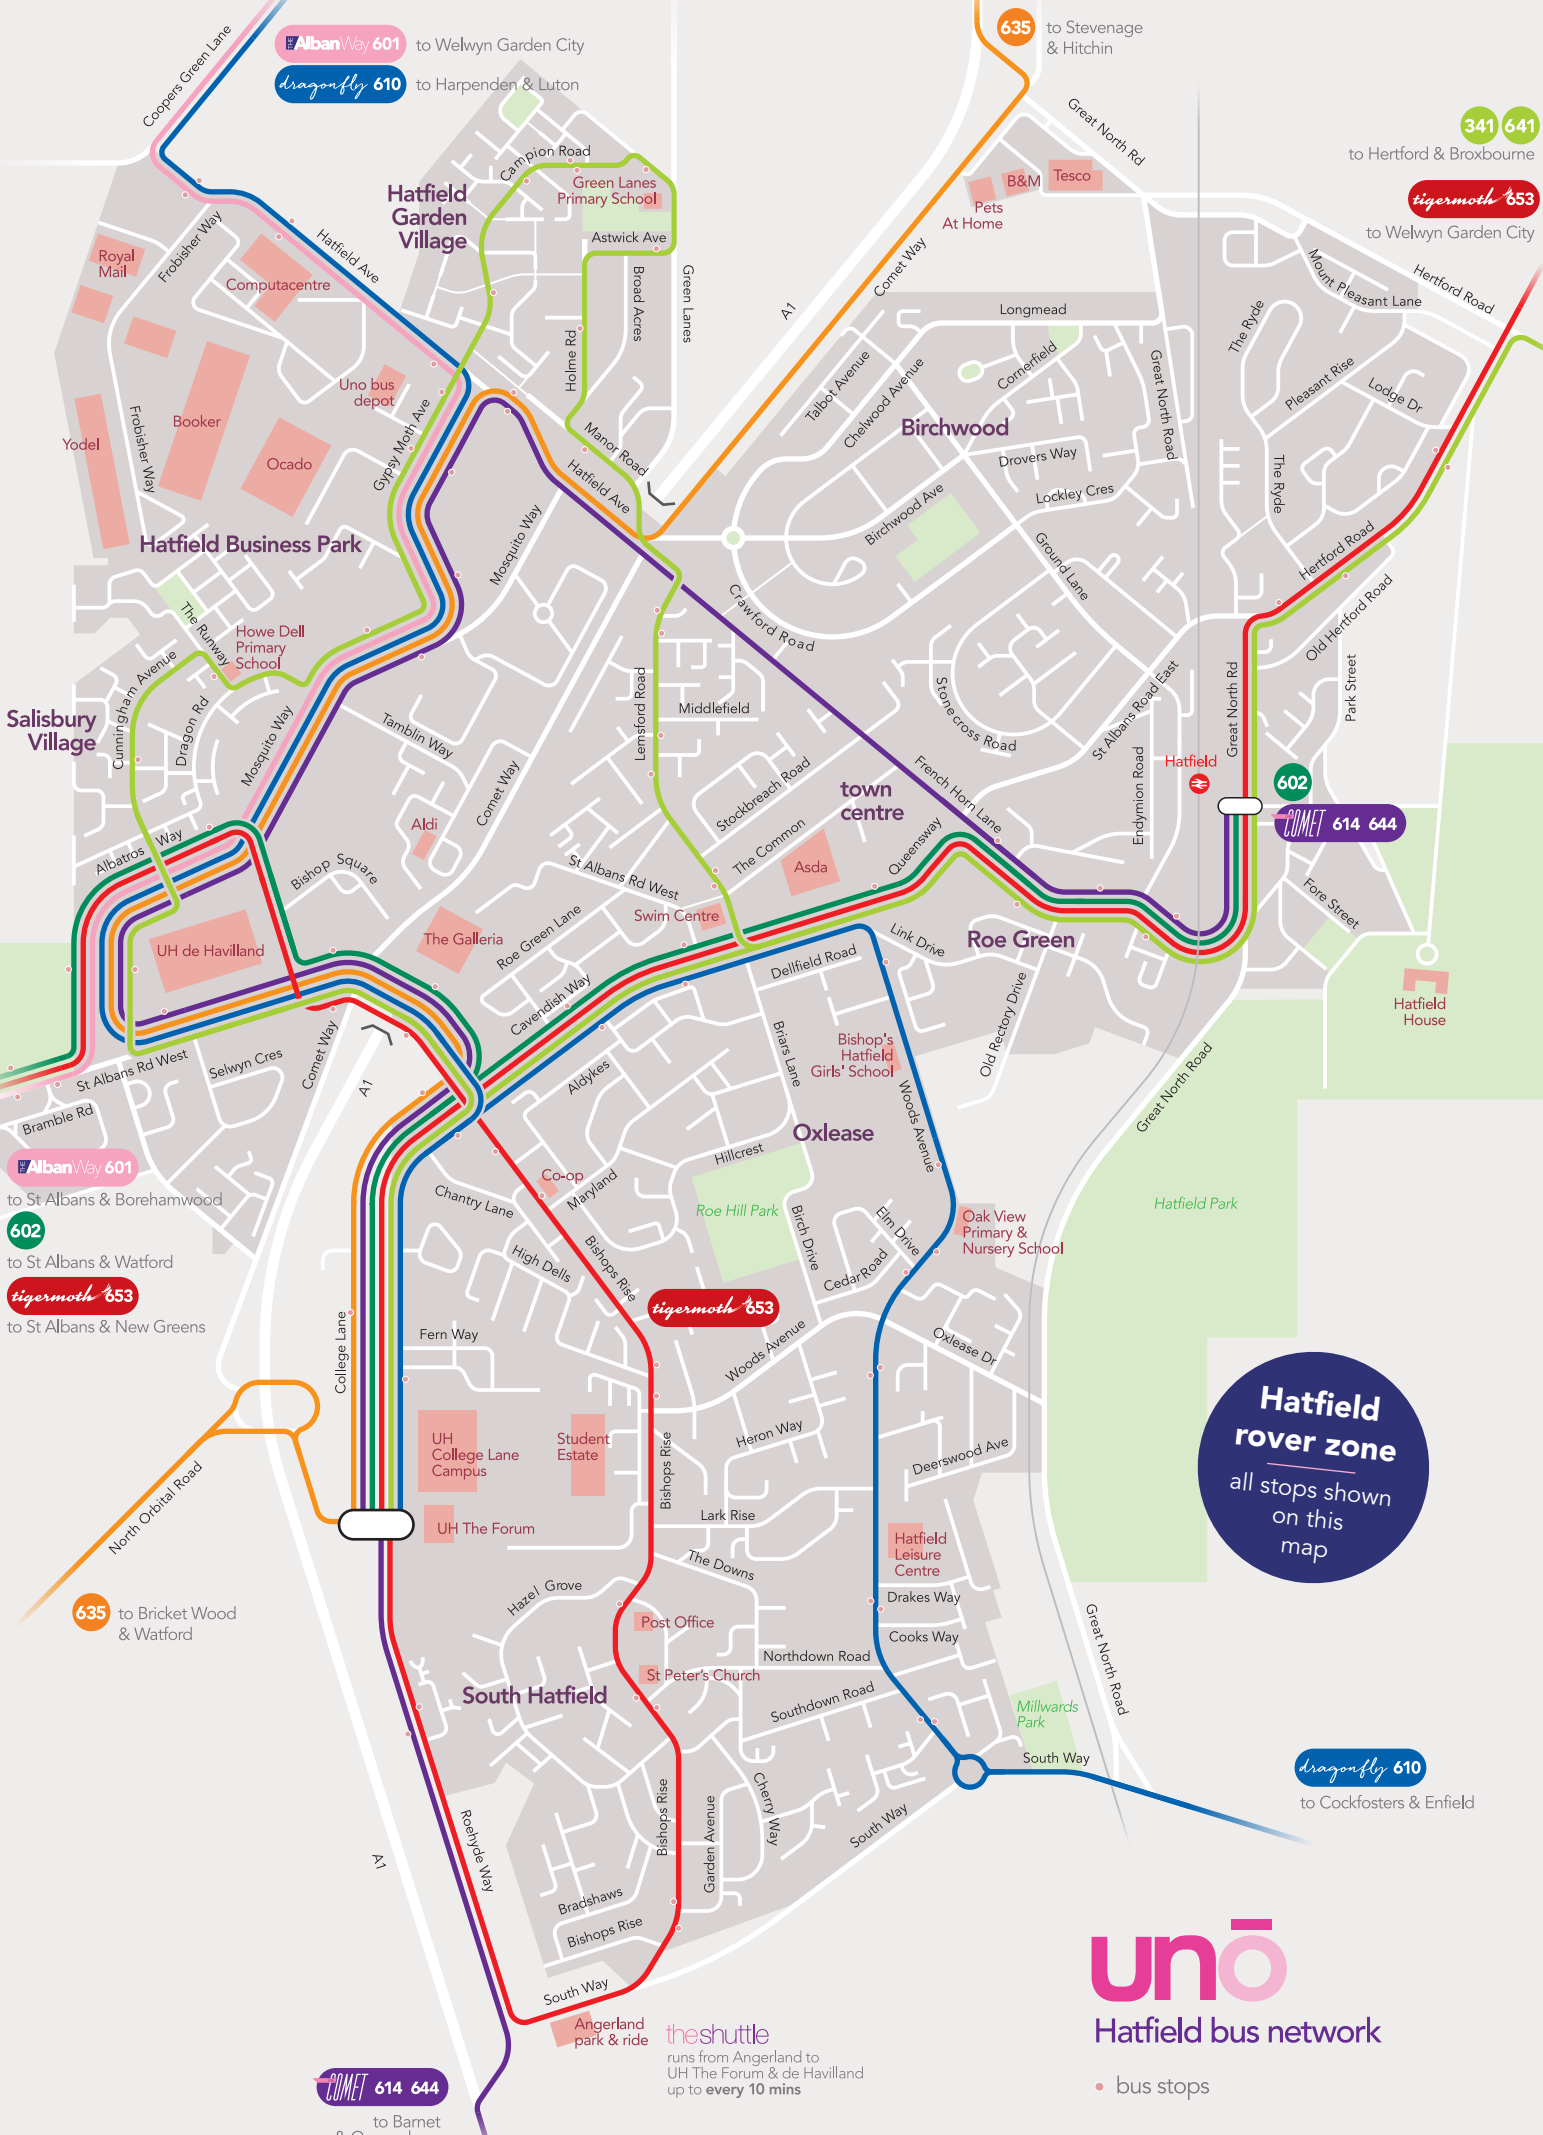 THE AlbanWay 601
to Welwyn Garden City
dragonfly 610
to Harpenden & Luton
635
to Stevenage
& Hitchin
341 641
to Hertford & Broxbourne
tigermoth 653
to Welwyn Garden City
Coopers Green Lane
Great North Rd
Campion Road
Green Lanes
Primary School
Hatfield
Garden
Village
Astwick Ave
B&M
Tesco
Pets
At Home
Royal
Mail
Frobisher Way
Computacentre
Hatfield Ave
Broad Acres
Green Lanes
Holme Rd
A1
Comet Way
Longmead
Mount Pleasant Lane
Hertford Road
The Ryde
Uno bus
depot
Yodel
Frobisher Way
Booker
Ocado
Gypsy Moth Ave
Manor Road
Hatfield Ave
Talbot Avenue
Chelwood Avenue
Cornerfield
Great North Road
Pleasant Rise
Lodge Dr
Birchwood
Drovers Way
Lockley Cres
The Ryde
Hatfield Business Park
Mosquito Way
Birchwood Ave
Ground Lane
Hertford Road
Old Hertford Road
The Runway
Howe Dell
Primary
School
Crawford Road
Salisbury
Village
Cunningham Avenue
Dragon Rd
Mosquito Way
Tamblin Way
Comet Way
Lemsford Road
Middlefield
Stonecross Road
St Albans Road East
Great North Rd
Park Street
Stockbreach Road
town
centre
French Horn Lane
Endymion Road
Hatfield
602
COMET 614 644
Albatros Way
Bishop Square
Aldi
The Common
Asda
Queensway
St Albans Rd West
Swim Centre
Fore Street
UH de Havilland
The Galleria
Roe Green Lane
Cavendish Way
Dellfield Road
Link Drive
Roe Green
Old Rectory Drive
Hatfield
House
St Albans Rd West
Selwyn Cres
Comet Way
A1
Bramble Rd
Aldykes
Briars Lane
Bishop's
Hatfield
Girls' School
Woods Avenue
Great North Road
Oxlease
THE AlbanWay 601
to St Albans & Borehamwood
602
to St Albans & Watford
tigermoth 653
to St Albans & New Greens
Chantry Lane
Co-op
Maryland
Hillcrest
Roe Hill Park
Birch Drive
Elm Drive
Cedar Road
Oak View
Primary &
Nursery School
Hatfield Park
High Dells
Bishops Rise
tigermoth 653
College Lane
Fern Way
Woods Avenue
Oxlease Dr
Hatfield
rover zone
all stops shown
on this
map
UH
College Lane
Campus
Student
Estate
Bishops Rise
Heron Way
Deerswood Ave
North Orbital Road
UH The Forum
Lark Rise
Hatfield
Leisure
Centre
The Downs
635
to Bricket Wood
& Watford
Hazel Grove
Post Office
Drakes Way
Cooks Way
Northdown Road
St Peter's Church
South Hatfield
Southdown Road
Great North Road
Millwards
Park
South Way
dragonfly 610
to Cockfosters & Enfield
Roehyde Way
Bishops Rise
Garden Avenue
Cherry Way
South Way
A1
Bradshaws
Bishops Rise
South Way
Angerland
park & ride
theshuttle
runs from Angerland to
UH The Forum & de Havilland
up to every 10 mins
unō
Hatfield bus network
bus stops
COMET 614 644
to Barnet